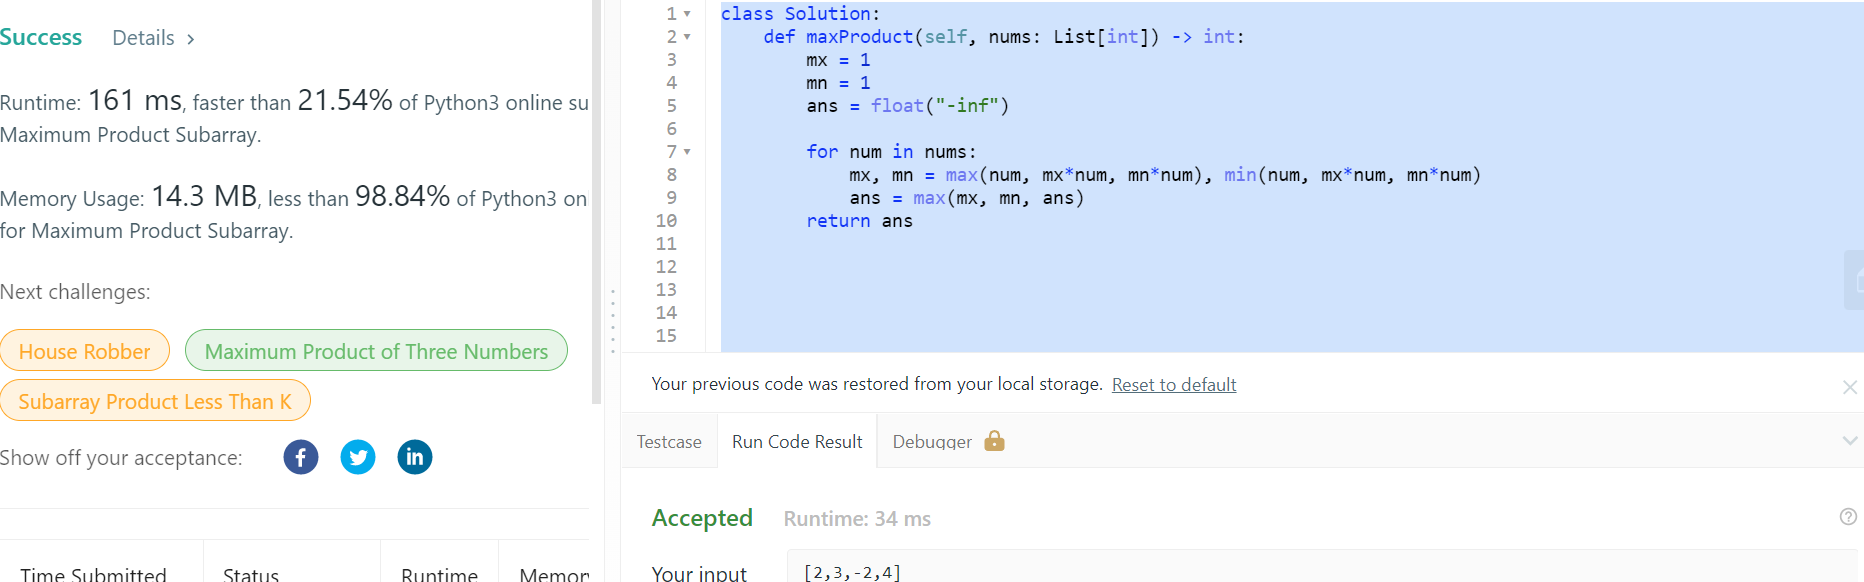 Success Details >
Runtime: 161 ms, faster than 21.54% of Python3 online su
Maximum Product Subarray.
Memory Usage: 14.3 MB, less than 98.84% of Python3 on
for Maximum Product Subarray.
Next challenges:
House Robber Maximum Product of Three Numbers
Subarray Product Less Than K
Show off your acceptance:
Time Submitted Status Runtime Memory
1 class Solution:
2     def maxProduct(self, nums: List[int]) -> int:
3         mx = 1
4         mn = 1
5         ans = float("-inf")
6
7         for num in nums:
8             mx, mn = max(num, mx*num, mn*num), min(num, mx*num, mn*num)
9             ans = max(mx, mn, ans)
10         return ans
11
12
13
14
15
Your previous code was restored from your local storage. Reset to default
Testcase Run Code Result Debugger
Accepted Runtime: 34 ms
Your input [2,3,-2,4]